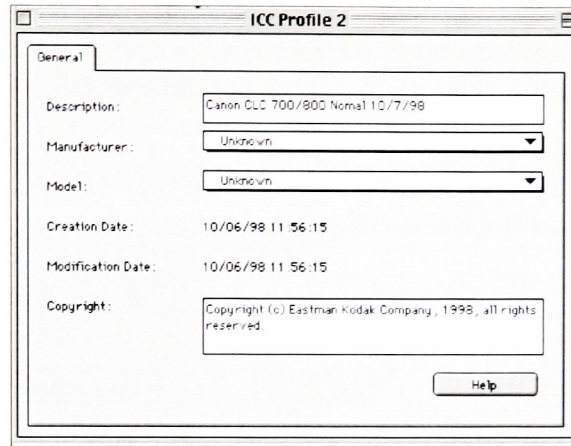 ICC Profile 2
General
Description: Canon CLC 700/800 Nomal 10/7/98
Manufacturer: Unknown
Model: Unknown
Creation Date: 10/06/98 11:56:15
Modification Date: 10/06/98 11:56:15
Copyright: Copyright (c) Eastman Kodak Company, 1998, all rights
reserved.
Help